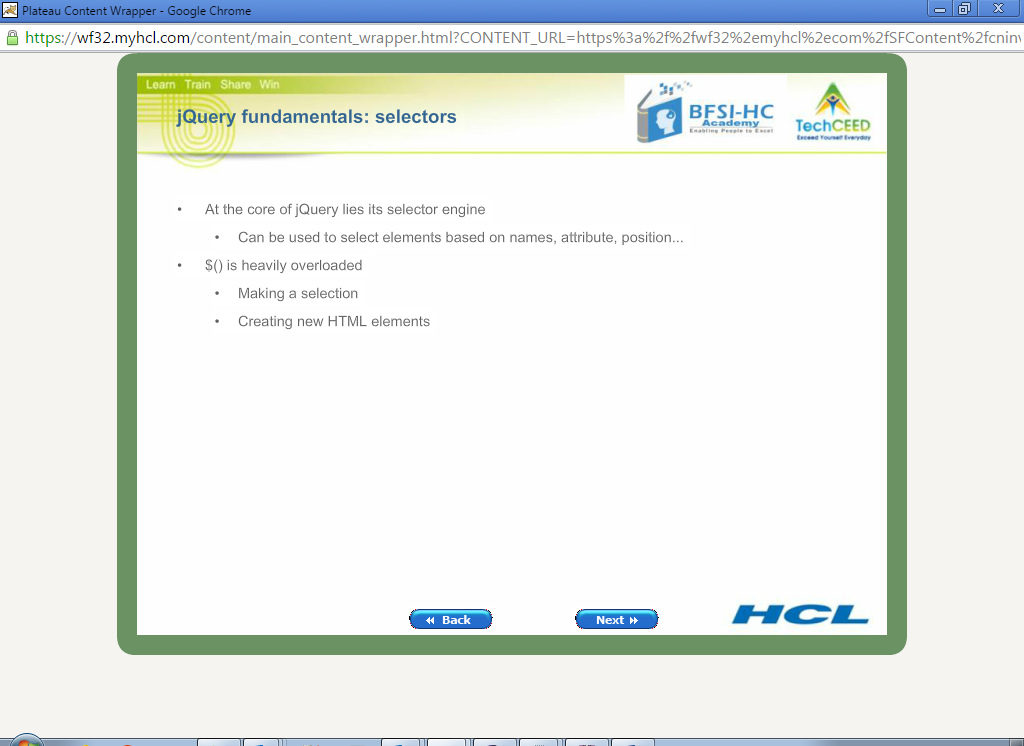 Plateau Content Wrapper - Google Chrome
https://wf32.myhcl.com/content/main_content_wrapper.html?CONTENT_URL=https%3a%2f%2fwf32%2emyhcl%2ecom%2fSFContent%2fcninv
Learn Train Share Win
jQuery fundamentals: selectors
BFSI-HC
Academy
Enabling People to Excel
TechCEED
Exceed Yourself Everyday
• At the core of jQuery lies its selector engine
• Can be used to select elements based on names, attribute, position...
• $() is heavily overloaded
• Making a selection
• Creating new HTML elements
Back
Next
HCL